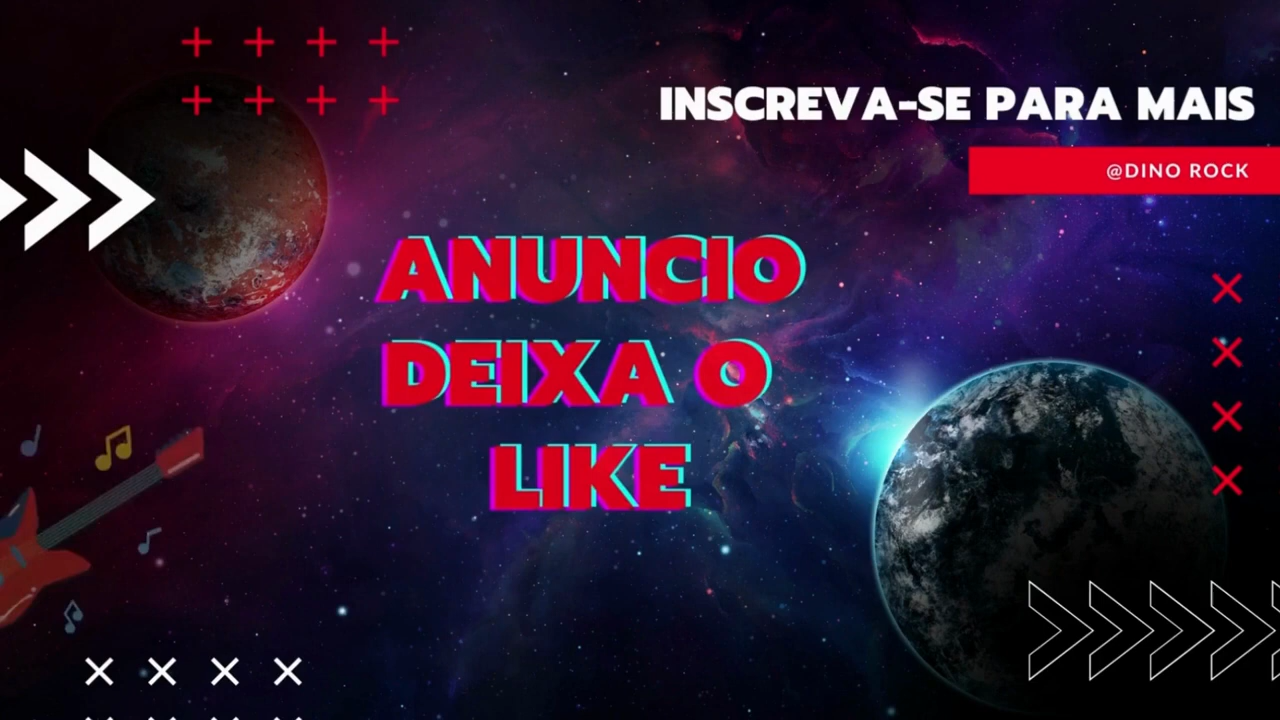 INSCREVA-SE PARA MAIS
@DINO ROCK
ANUNCIO
DEIXA O
LIKE